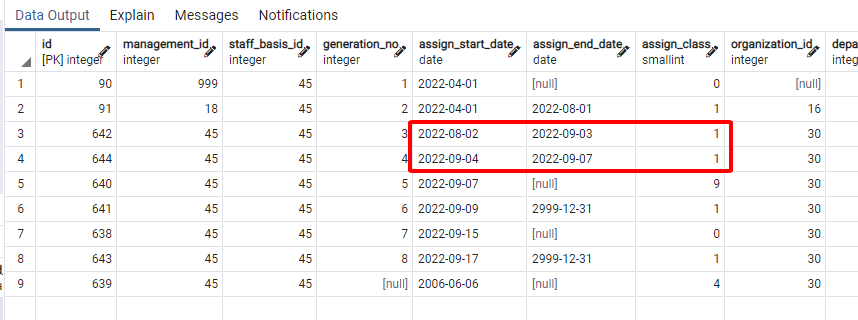 Data Output Explain Messages Notifications
id management_id staff_basis_id generation_no assign_start_date assign_end_date assign_class organization_id depa
[PK] integer integer integer integer date date smallint integer integ
1 90 999 45 1 2022-04-01 [null] 0 [null]
2 91 18 45 2 2022-04-01 2022-08-01 1 16
3 642 45 45 3 2022-08-02 2022-09-03 1 30
4 644 45 45 4 2022-09-04 2022-09-07 1 30
5 640 45 45 5 2022-09-07 [null] 9 30
6 641 45 45 6 2022-09-09 2999-12-31 1 30
7 638 45 45 7 2022-09-15 [null] 0 30
8 643 45 45 8 2022-09-17 2999-12-31 1 30
9 639 45 45 [null] 2006-06-06 [null] 4 30